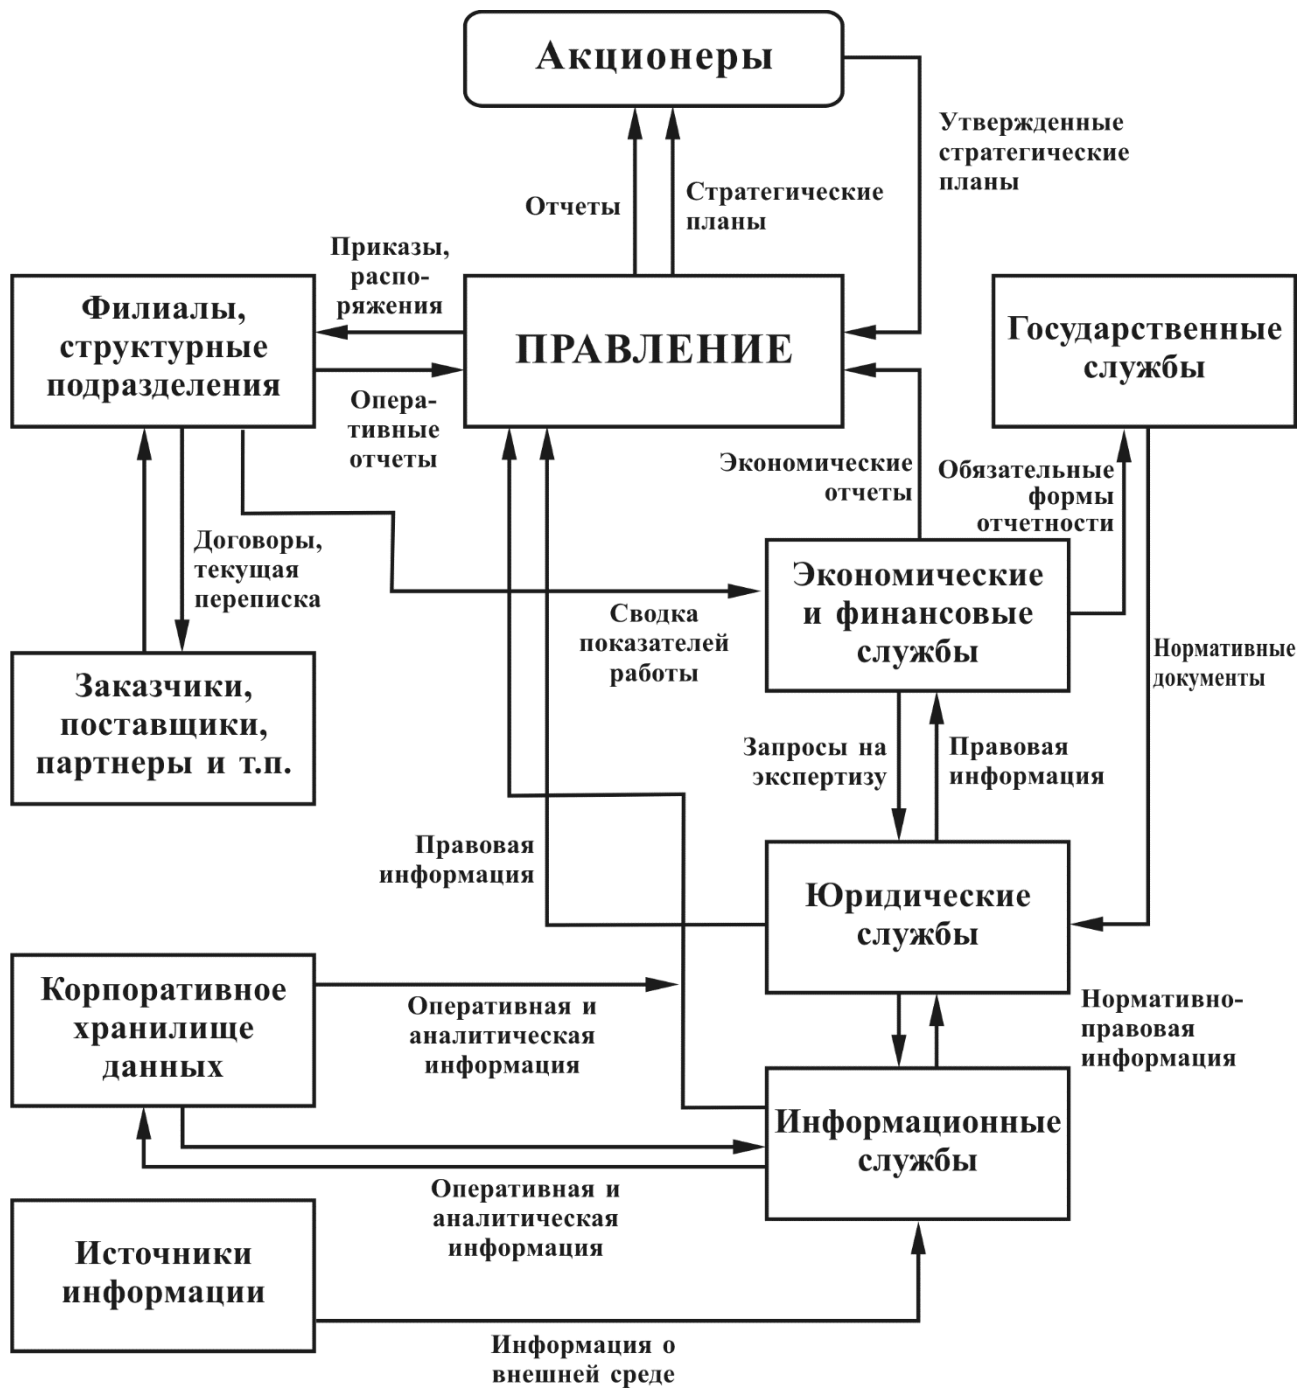 Акционеры
Утвержденные
стратегические
планы
Отчеты
Стратегические
планы
Приказы,
распо-
ряжения
Филиалы,
структурные
подразделения
ПРАВЛЕНИЕ
Государственные
службы
Опера-
тивные
отчеты
Экономические
отчеты
Обязательные
формы
отчетности
Договоры,
текущая
переписка
Экономические
и финансовые
службы
Сводка
показателей
работы
Нормативные
документы
Заказчики,
поставщики,
партнеры и т.п.
Запросы на
экспертизу
Правовая
информация
Правовая
информация
Юридические
службы
Корпоративное
хранилище
данных
Оперативная и
аналитическая
информация
Нормативно-
правовая
информация
Информационные
службы
Оперативная и
аналитическая
информация
Источники
информации
Информация о
внешней среде